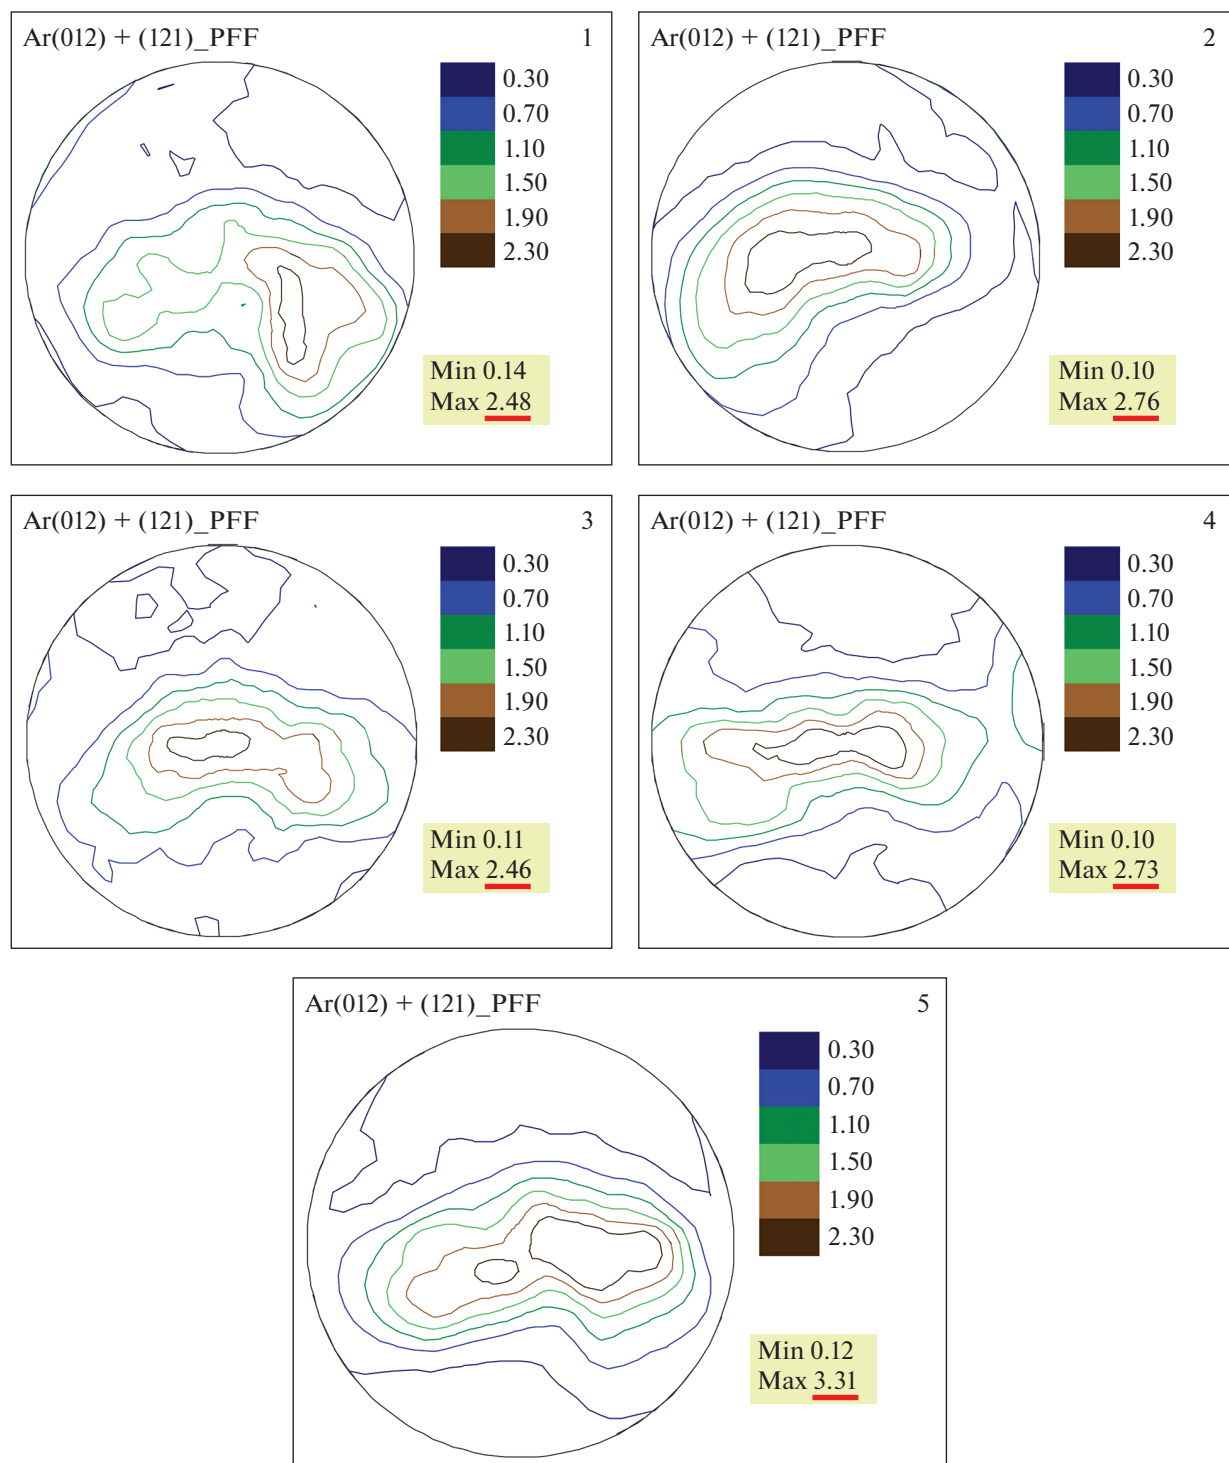 Ar(012) + (121)_PFF 1
0.30
0.70
1.10
1.50
1.90
2.30
Min 0.14
Max 2.48
Ar(012) + (121)_PFF 2
0.30
0.70
1.10
1.50
1.90
2.30
Min 0.10
Max 2.76
Ar(012) + (121)_PFF 3
0.30
0.70
1.10
1.50
1.90
2.30
Min 0.11
Max 2.46
Ar(012) + (121)_PFF 4
0.30
0.70
1.10
1.50
1.90
2.30
Min 0.10
Max 2.73
Ar(012) + (121)_PFF 5
0.30
0.70
1.10
1.50
1.90
2.30
Min 0.12
Max 3.31